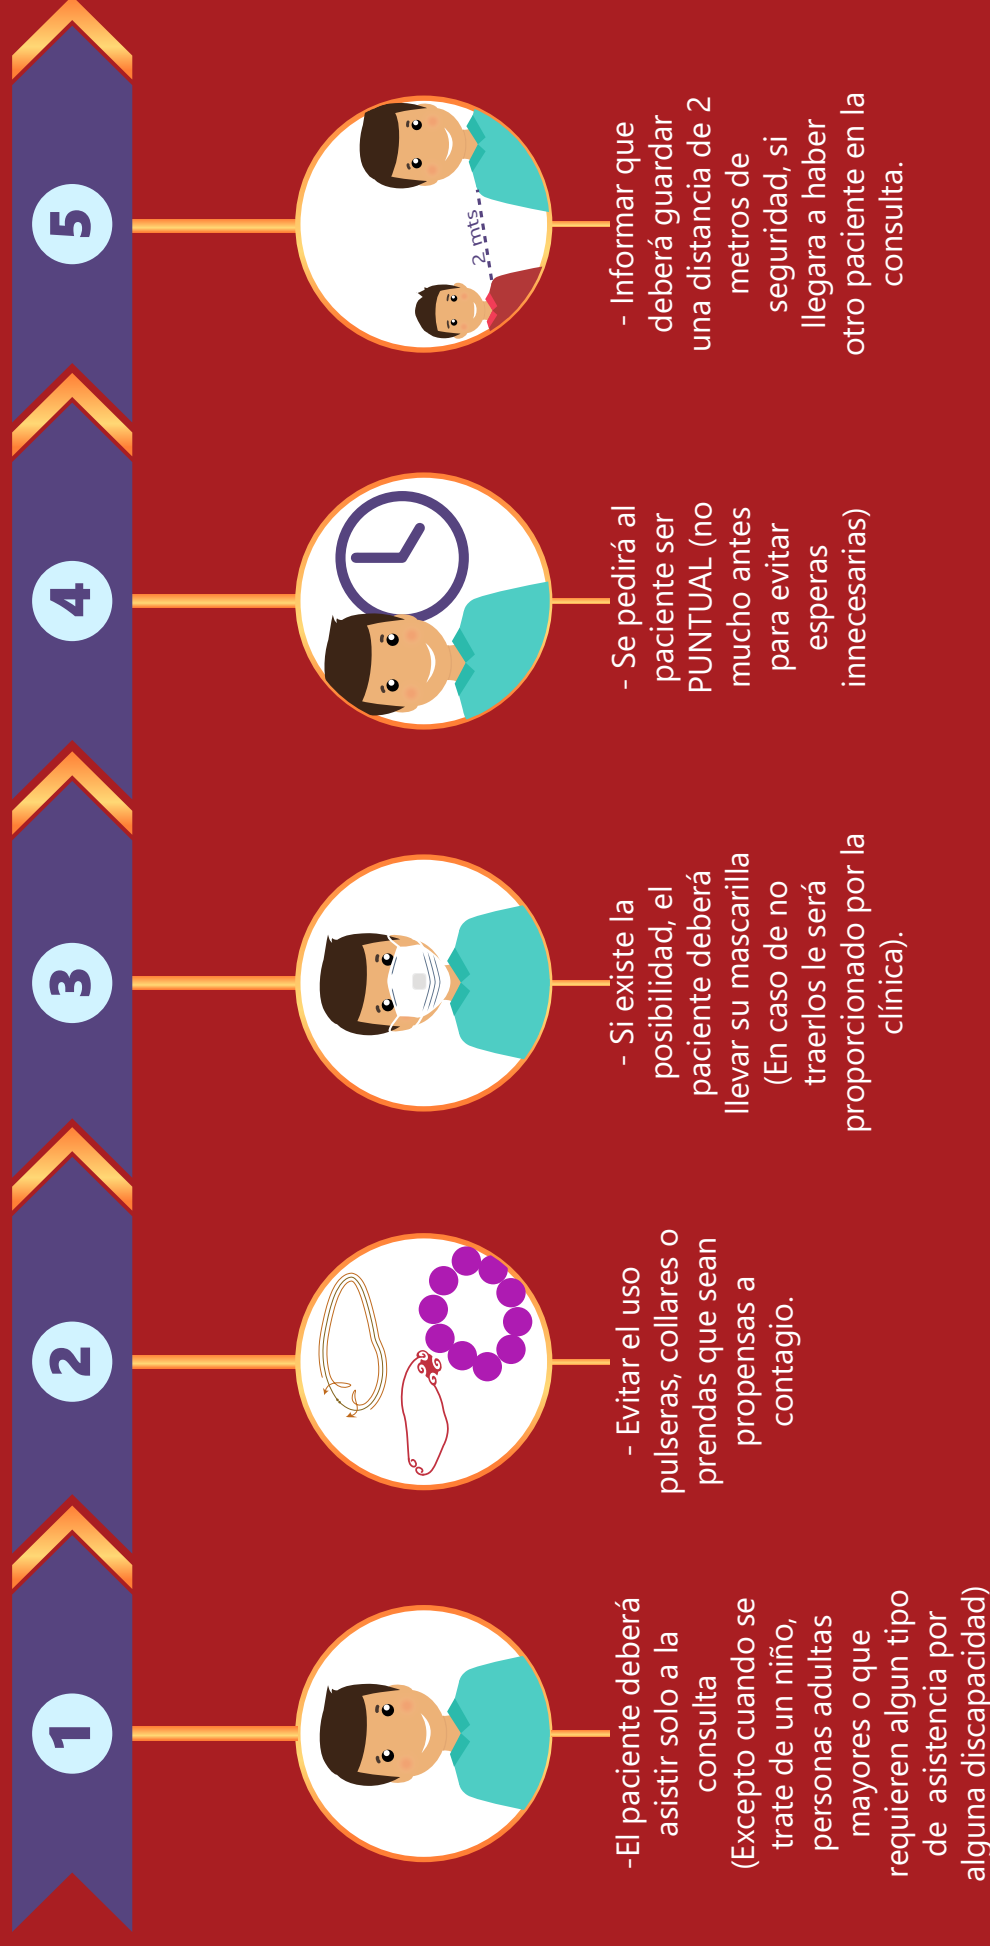 1
-El paciente deberá
asistir solo a la
consulta
(Excepto cuando se
trate de un niño,
personas adultas
mayores o que
requieren algun tipo
de asistencia por
alguna discapacidad)
2
- Evitar el uso
pulseras, collares o
prendas que sean
propensas a
contagio.
3
- Si existe la
posibilidad, el
paciente deberá
llevar su mascarilla
(En caso de no
traerlos le será
proporcionado por la
clínica).
4
- Se pedirá al
paciente ser
PUNTUAL (no
mucho antes
para evitar
esperas
innecesarias)
5
2 mts
- Informar que
deberá guardar
una distancia de 2
metros de
seguridad, si
llegara a haber
otro paciente en la
consulta.